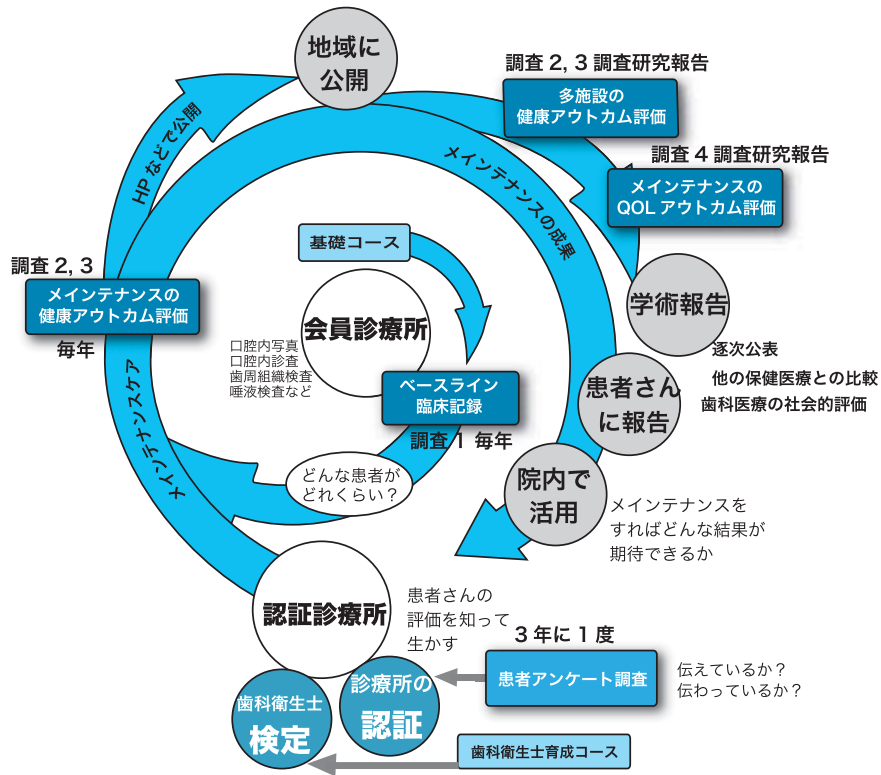 地域に
公開
調査 2, 3 調査研究報告
多施設の
健康アウトカム評価
HP などで公開
調査 4 調査研究報告
メインテナンスの
QOL アウトカム評価
メインテナンスの成果
基礎コース
調査 2, 3
メインテナンスの
健康アウトカム評価
毎年
学術報告
逐次公表
他の保健医療との比較
歯科医療の社会的評価
会員診療所
口腔内写真
口腔内診査
歯周組織検査
唾液検査など
ベースライン
臨床記録
調査 1 毎年
患者さん
に報告
メインテナンスケア
どんな患者が
どれくらい？
院内で
活用
メインテナンスを
すればどんな結果が
期待できるか
認証診療所
患者さんの
評価を知って
生かす
3 年に 1 度
患者アンケート調査
伝えているか？
伝わっているか？
診療所の
認証
歯科衛生士
検定
歯科衛生士育成コース